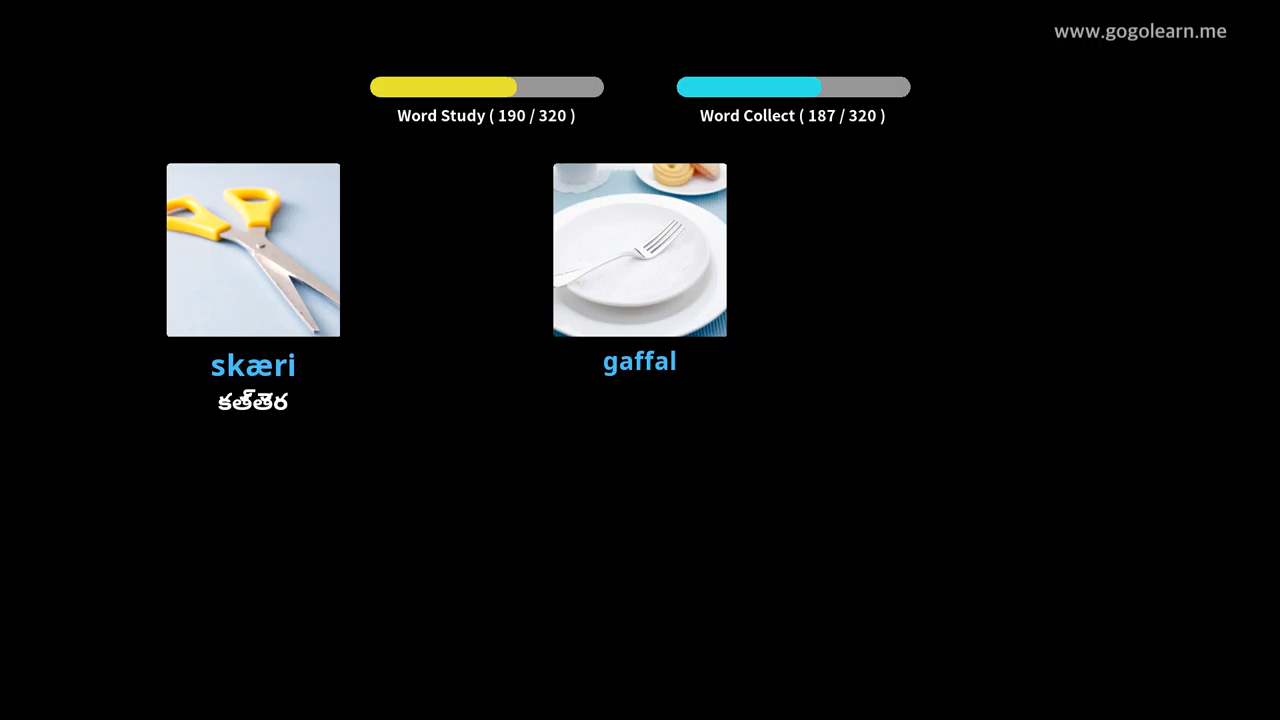 www.gogolearn.me
Word Study ( 190 / 320 )
Word Collect ( 187 / 320 )
skæri
gaffal
కత్తెర